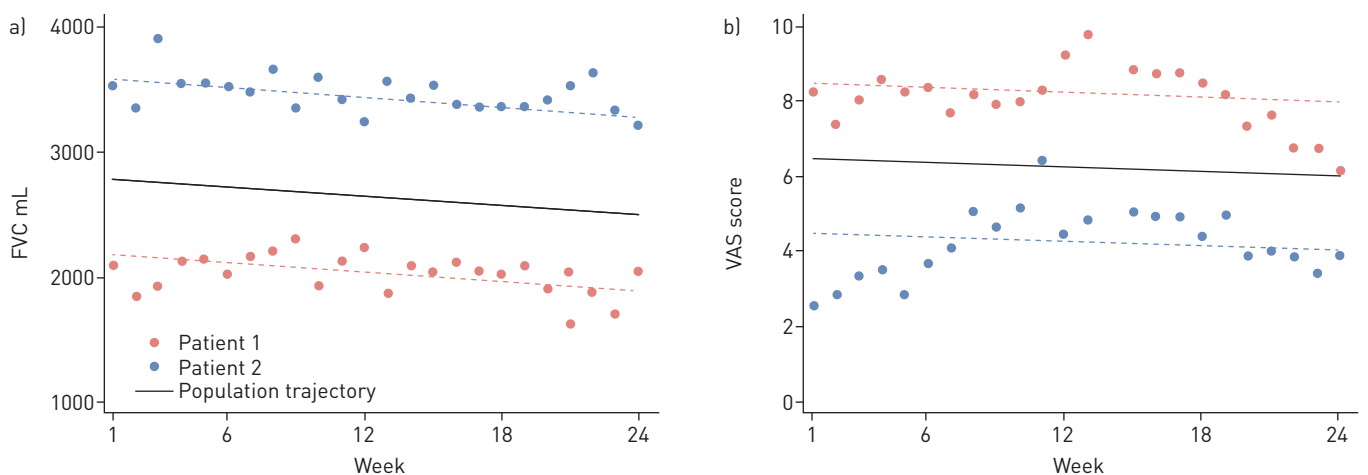 a)
4000
3000
2000
1000
FVC mL
Patient 1
Patient 2
Population trajectory
1 6 12 18 24
Week
b)
10
8
6
4
2
0
VAS score
1 6 12 18 24
Week